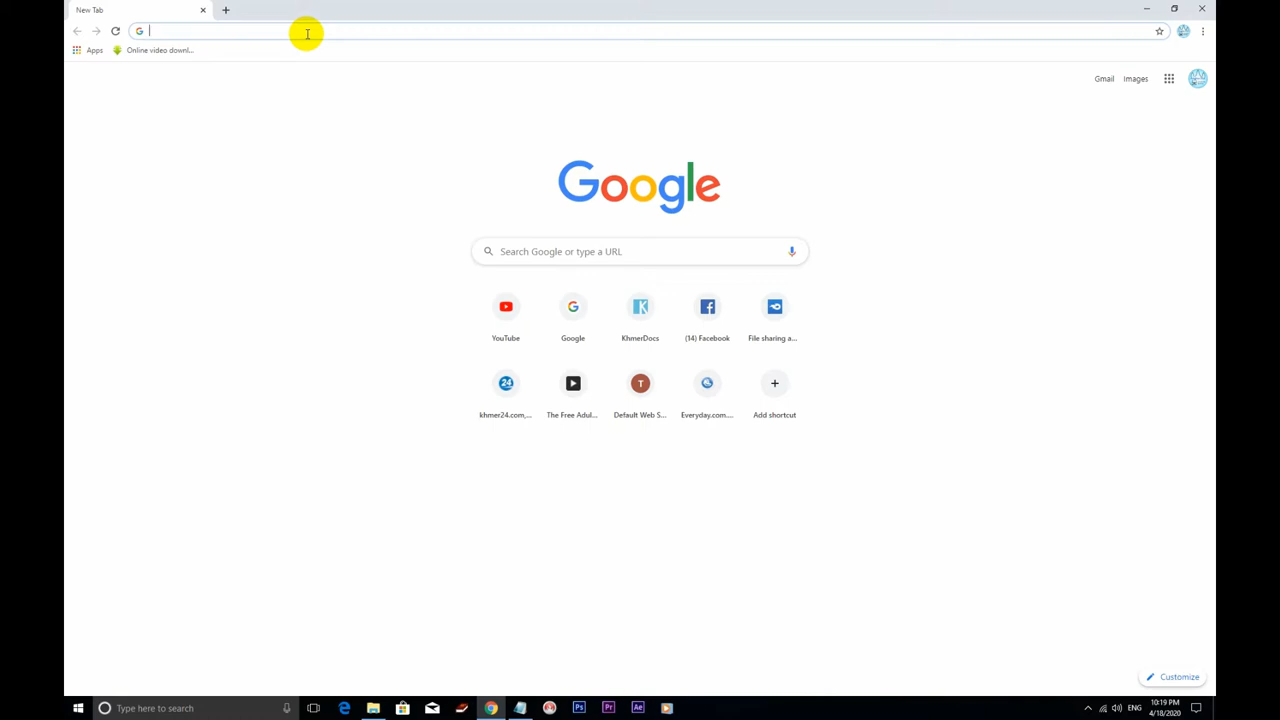 New Tab
Apps
Online video downl...
Gmail
Images
Google
Search Google or type a URL
YouTube
Google
KhmerDocs
(14) Facebook
File sharing a...
khmer24.com,...
The Free Adul...
Default Web S...
Everyday.com....
Add shortcut
Customize
Type here to search
ENG
10:19 PM
4/18/2020